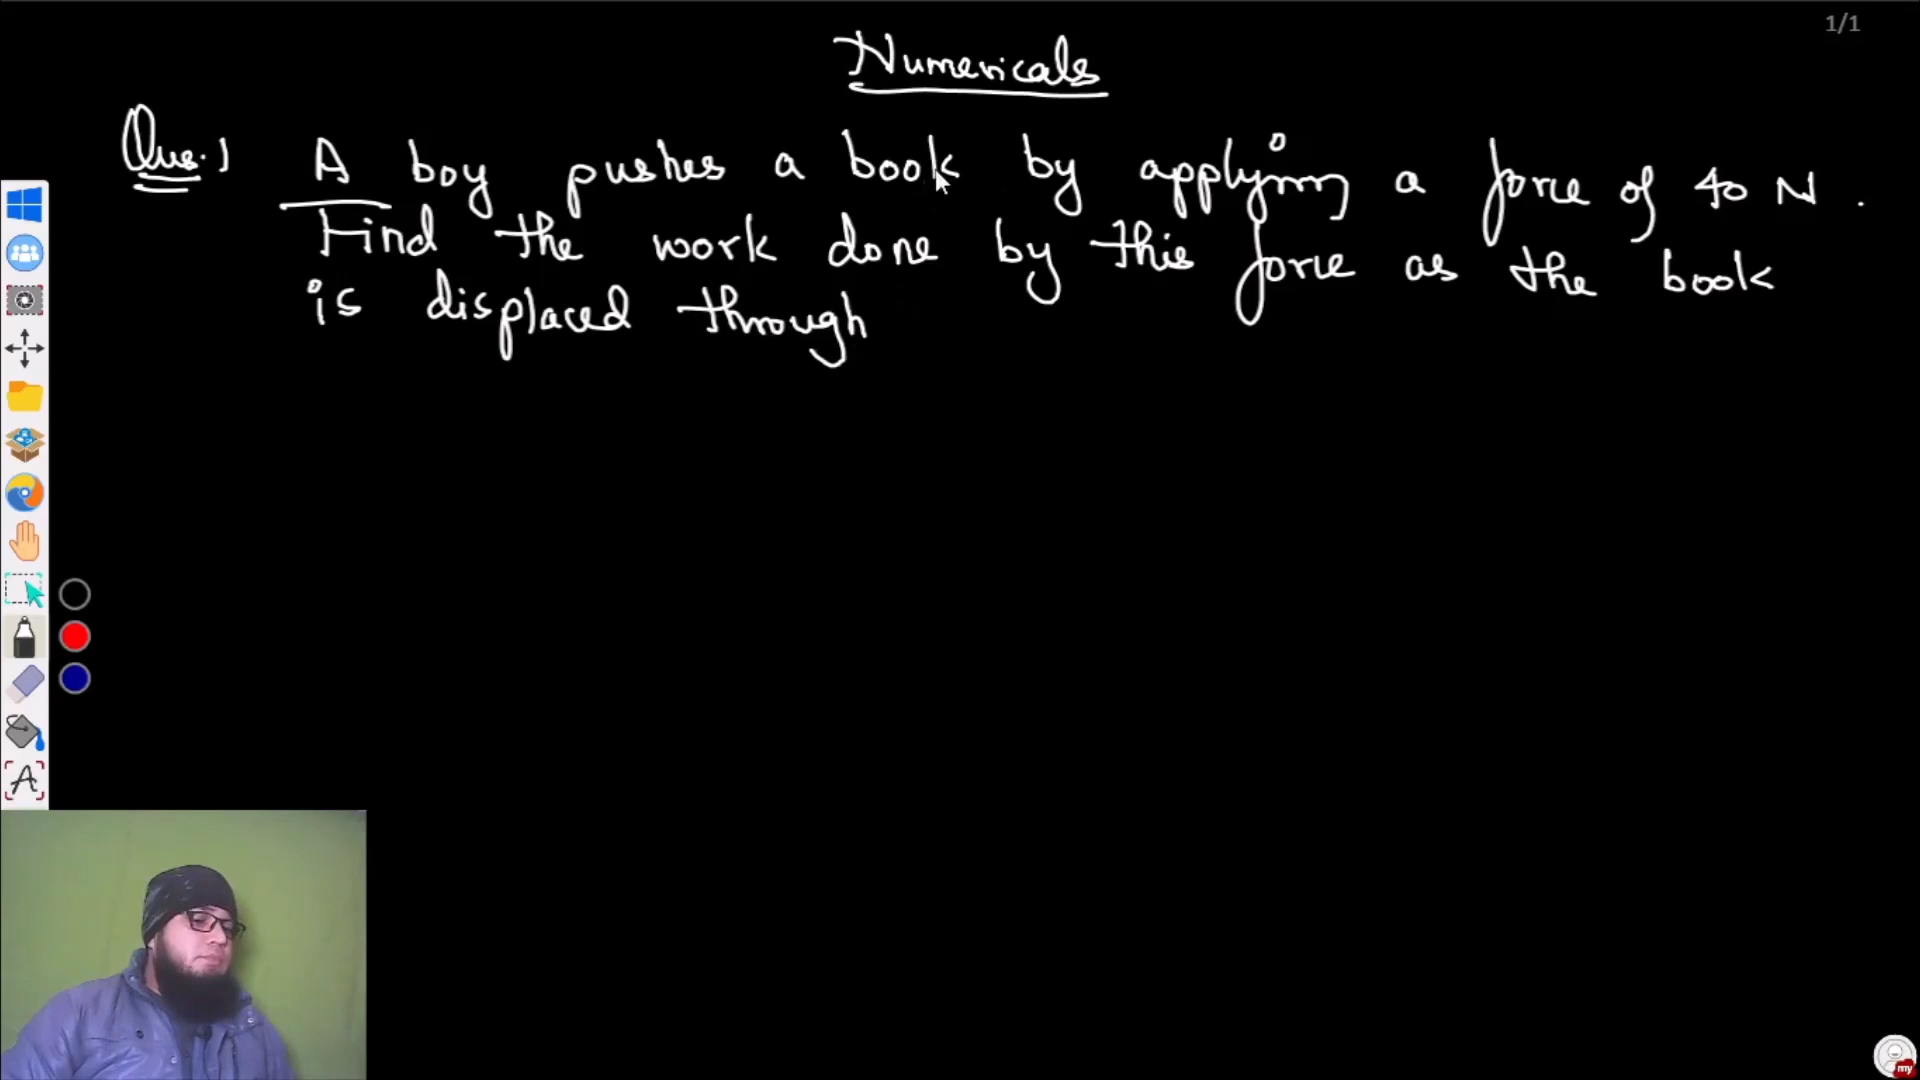 1/1
Numericals
Ques.1 A boy pushes a book by applying a force of 40 N.
Find the work done by this force as the book
is displaced through